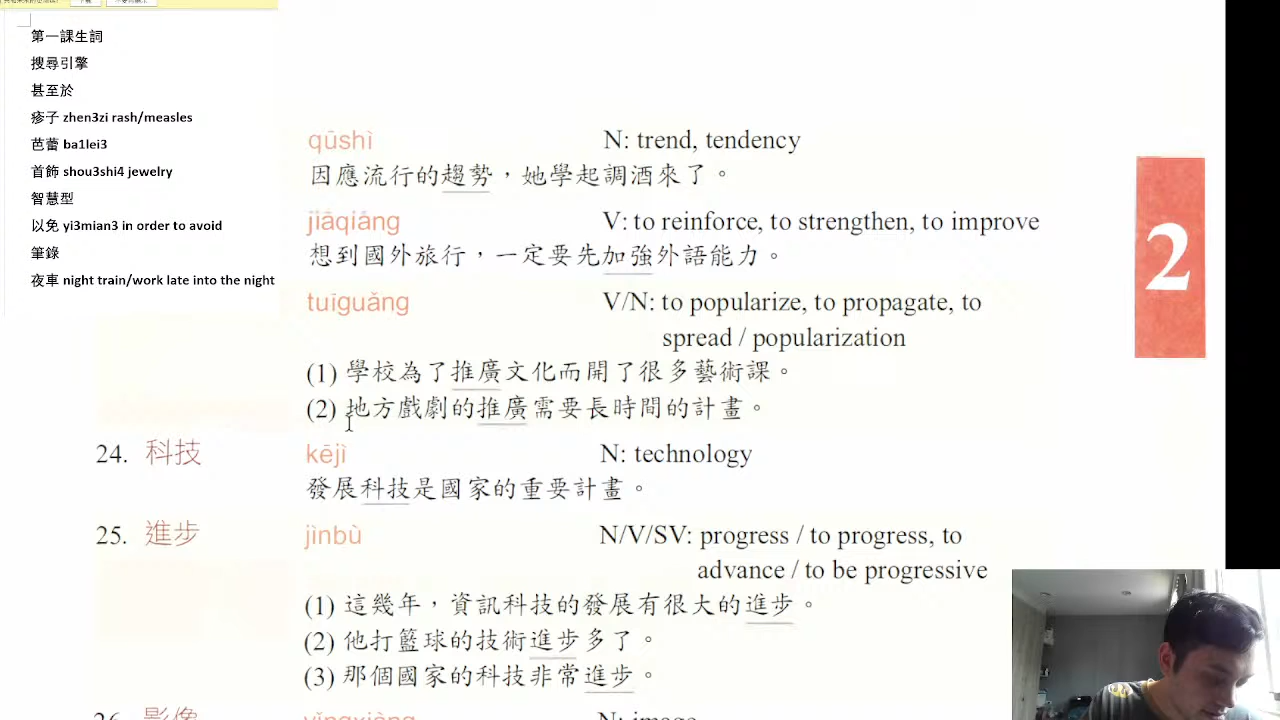 第一課生詞
搜尋引擎
甚至於
疹子 zhen3zi rash/measles
芭蕾 ba1lei3
首飾 shou3shi4 jewelry
智慧型
以免 yi3mian3 in order to avoid
筆錄
夜車 night train/work late into the night
qūshì N: trend, tendency
因應流行的趨勢，她學起調酒來了。
jiāqiáng V: to reinforce, to strengthen, to improve
想到國外旅行，一定要先加強外語能力。
tuīguǎng V/N: to popularize, to propagate, to
spread / popularization
(1) 學校為了推廣文化而開了很多藝術課。
(2) 地方戲劇的推廣需要長時間的計畫。
24. 科技 kējì N: technology
發展科技是國家的重要計畫。
25. 進步 jìnbù N/V/SV: progress / to progress, to
advance / to be progressive
(1) 這幾年，資訊科技的發展有很大的進步。
(2) 他打籃球的技術進步多了。
(3) 那個國家的科技非常進步。
26. 影像 yǐngxiàng N: image
2